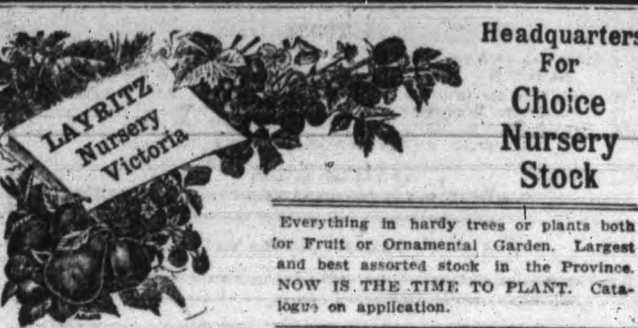 LAYRITZ
Nursery
Victoria
Headquarters
For
Choice
Nursery
Stock
Everything in hardy trees or plants both
for Fruit or Ornamental Garden. Largest
and best assorted stock in the Province.
NOW IS THE TIME TO PLANT. Cata-
logue on application.